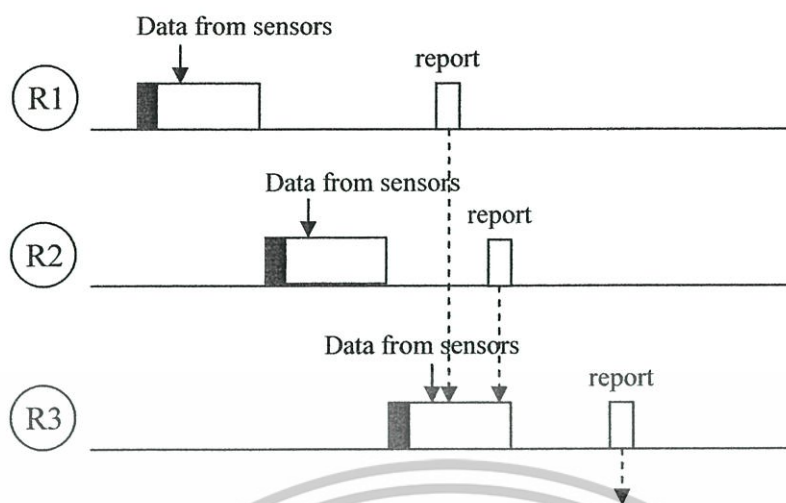 Data from sensors
report
R1
Data from sensors
report
R2
Data from sensors
report
R3